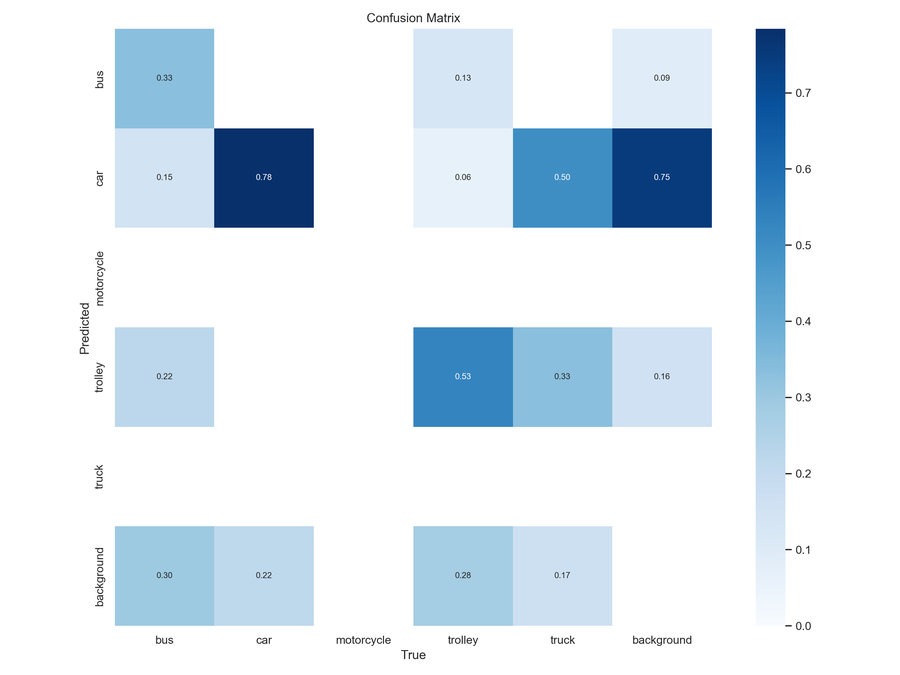 Confusion Matrix
bus
0.33
0.13
0.09
0.7
car
0.15
0.78
0.06
0.50
0.75
0.6
motorcycle
0.5
Predicted
0.4
trolley
0.22
0.53
0.33
0.16
0.3
truck
0.2
background
0.30
0.22
0.28
0.17
0.1
0.0
bus
car
motorcycle
trolley
truck
background
True